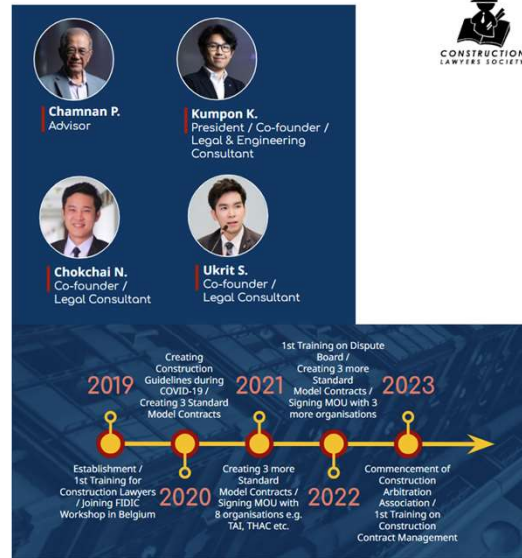 CONSTRUCTION
LAWYERS SOCIETY
Chamnan P.
Advisor
Kumpon K.
President / Co-founder /
Legal & Engineering
Consultant
Chokchai N.
Co-founder /
Legal Consultant
Ukrit S.
Co-founder /
Legal Consultant
2019
Establishment /
1st Training for
Construction Lawyers
/ Joining FIDIC
Workshop in Belgium
Creating
Construction
Guidelines during
COVID-19 /
Creating 3 Standard
Model Contracts
2020
2021
Creating 3 more
Standard
Model Contracts /
Signing MOU with
8 organisations e.g.
TAI, THAC etc.
1st Training on Dispute
Board /
Creating 3 more
Standard
Model Contracts /
Signing MOU with 3
more organisations
2022
2023
Commencement of
Construction
Arbitration
Association /
1st Training on
Construction
Contract Management